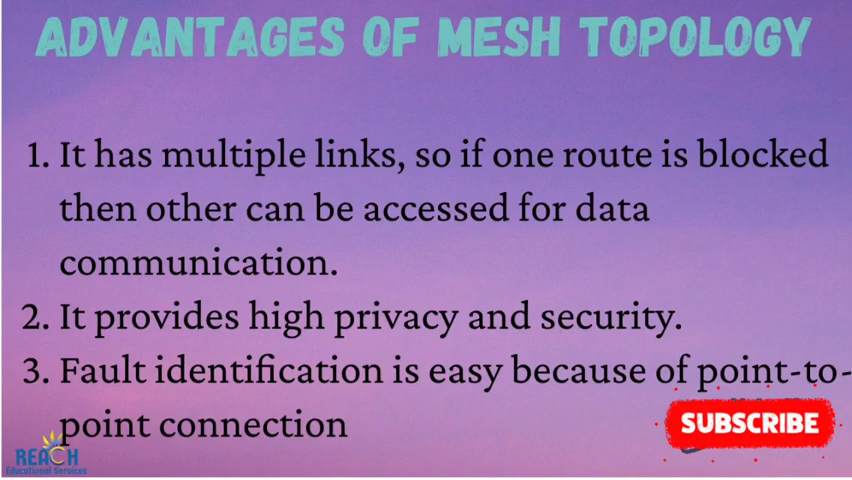 ADVANTAGES OF MESH TOPOLOGY
1. It has multiple links, so if one route is blocked
then other can be accessed for data
communication.
2. It provides high privacy and security.
3. Fault identification is easy because of point-to-
point connection
SUBSCRIBE
REACH
Educational Services